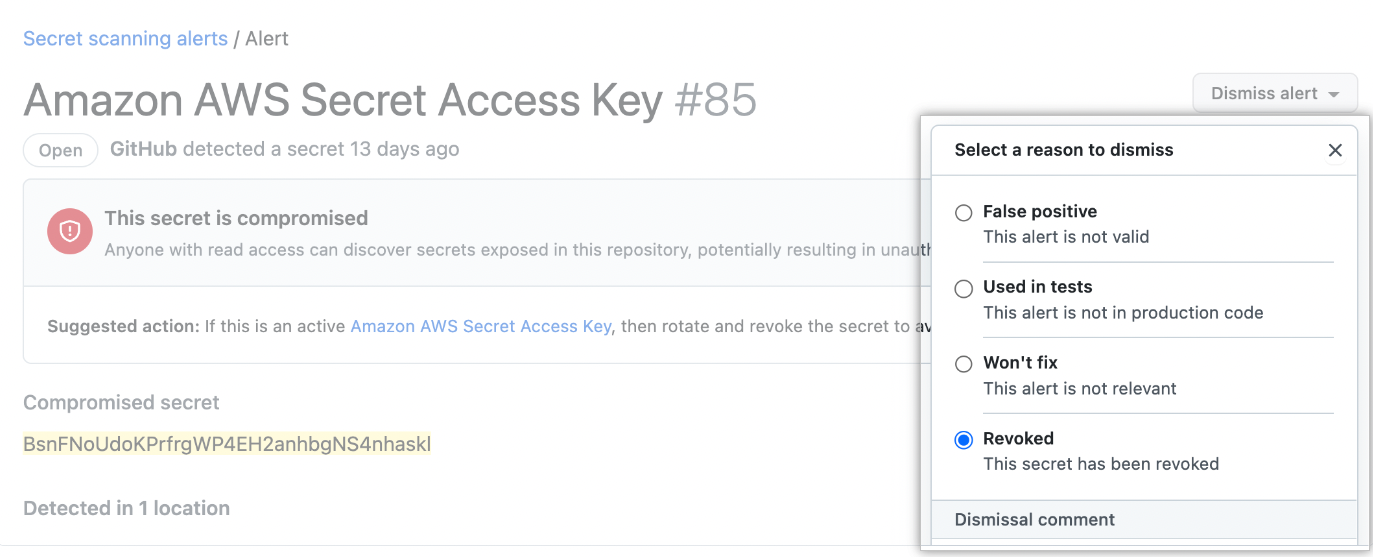 Secret scanning alerts / Alert
Amazon AWS Secret Access Key #85
Dismiss alert
Open GitHub detected a secret 13 days ago
This secret is compromised
Anyone with read access can discover secrets exposed in this repository, potentially resulting in
Suggested action: If this is an active Amazon AWS Secret Access Key, then rotate and revoke the secret to
Compromised secret
BsnFNoUdoKPrfrgWP4EH2anhbgNS4nhaskl
Detected in 1 location
Select a reason to dismiss
False positive
This alert is not valid
Used in tests
This alert is not in production code
Won't fix
This alert is not relevant
Revoked
This secret has been revoked
Dismissal comment